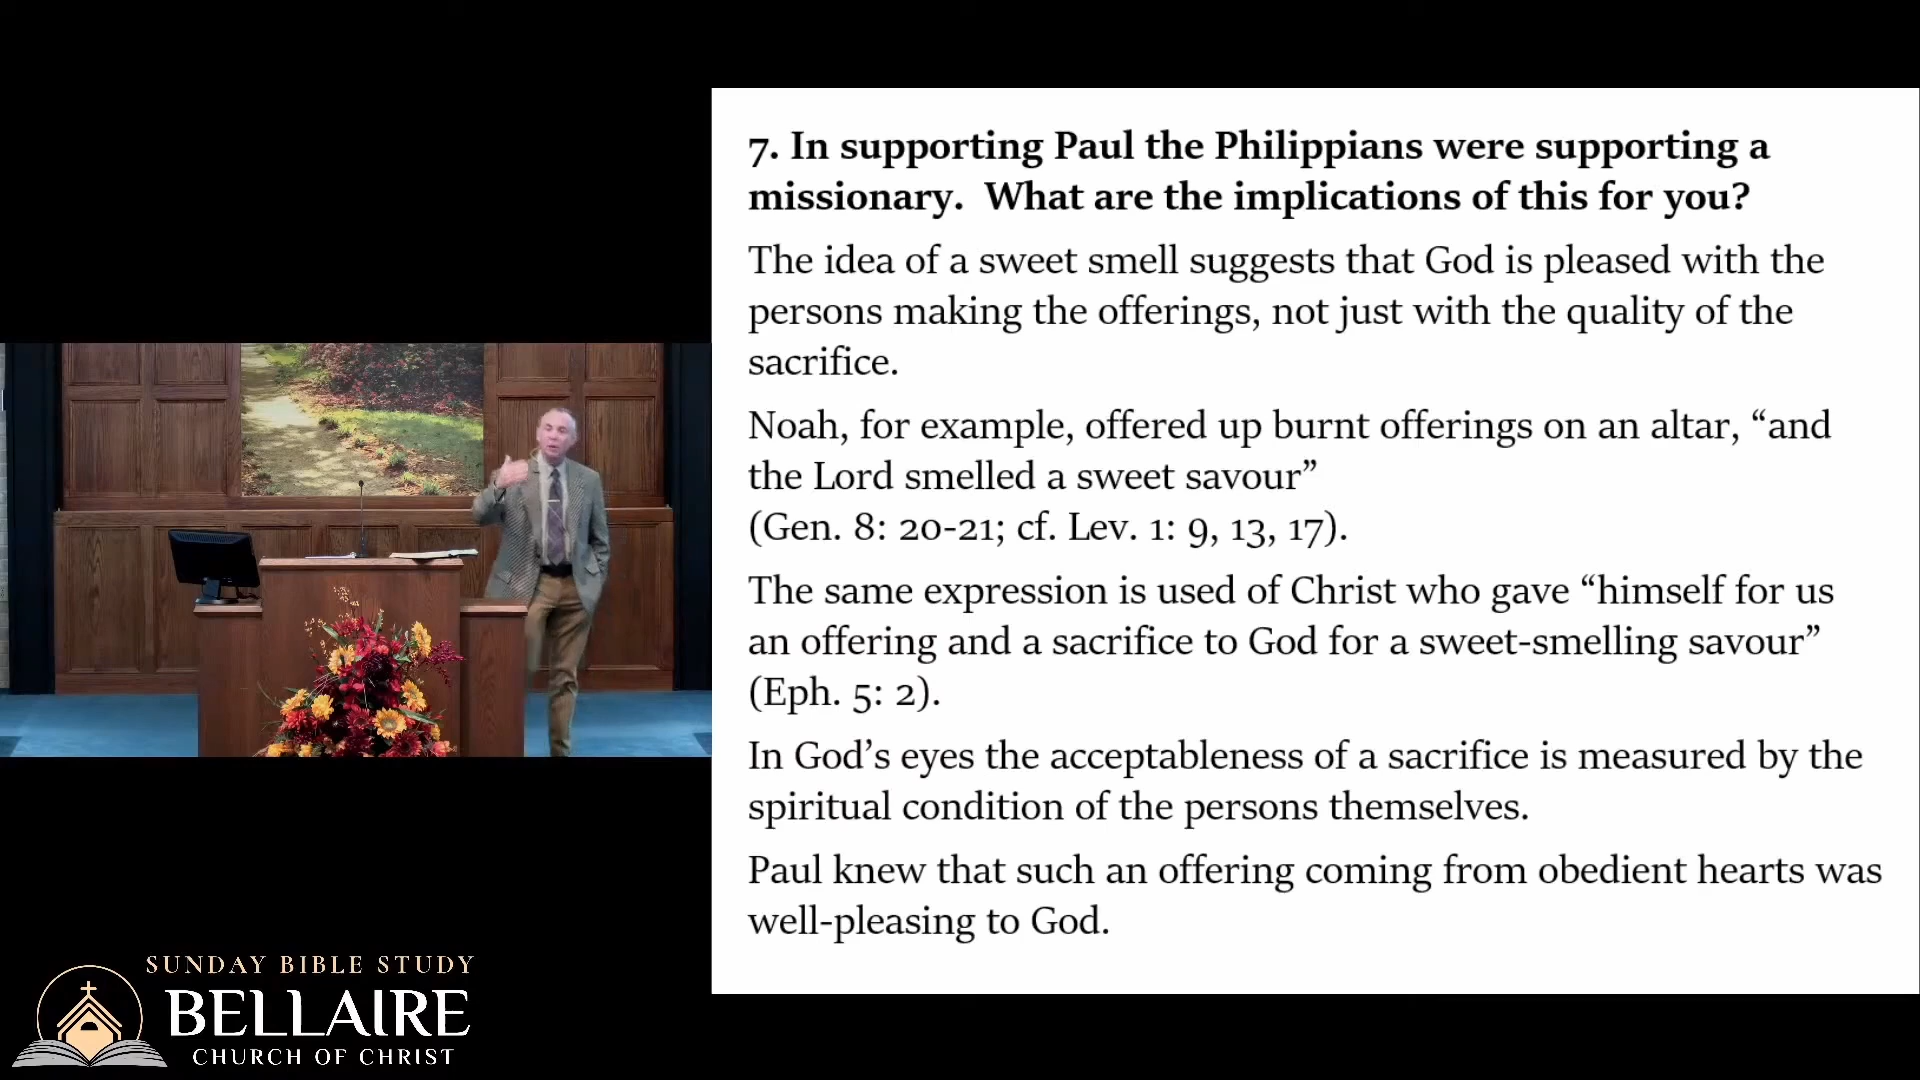 7. In supporting Paul the Philippians were supporting a
missionary.  What are the implications of this for you?
The idea of a sweet smell suggests that God is pleased with the
persons making the offerings, not just with the quality of the
sacrifice.
Noah, for example, offered up burnt offerings on an altar, “and
the Lord smelled a sweet savour”
(Gen. 8: 20-21; cf. Lev. 1: 9, 13, 17).
The same expression is used of Christ who gave “himself for us
an offering and a sacrifice to God for a sweet-smelling savour”
(Eph. 5: 2).
In God’s eyes the acceptableness of a sacrifice is measured by the
spiritual condition of the persons themselves.
Paul knew that such an offering coming from obedient hearts was
well-pleasing to God.
SUNDAY BIBLE STUDY
BELLAIRE
CHURCH OF CHRIST